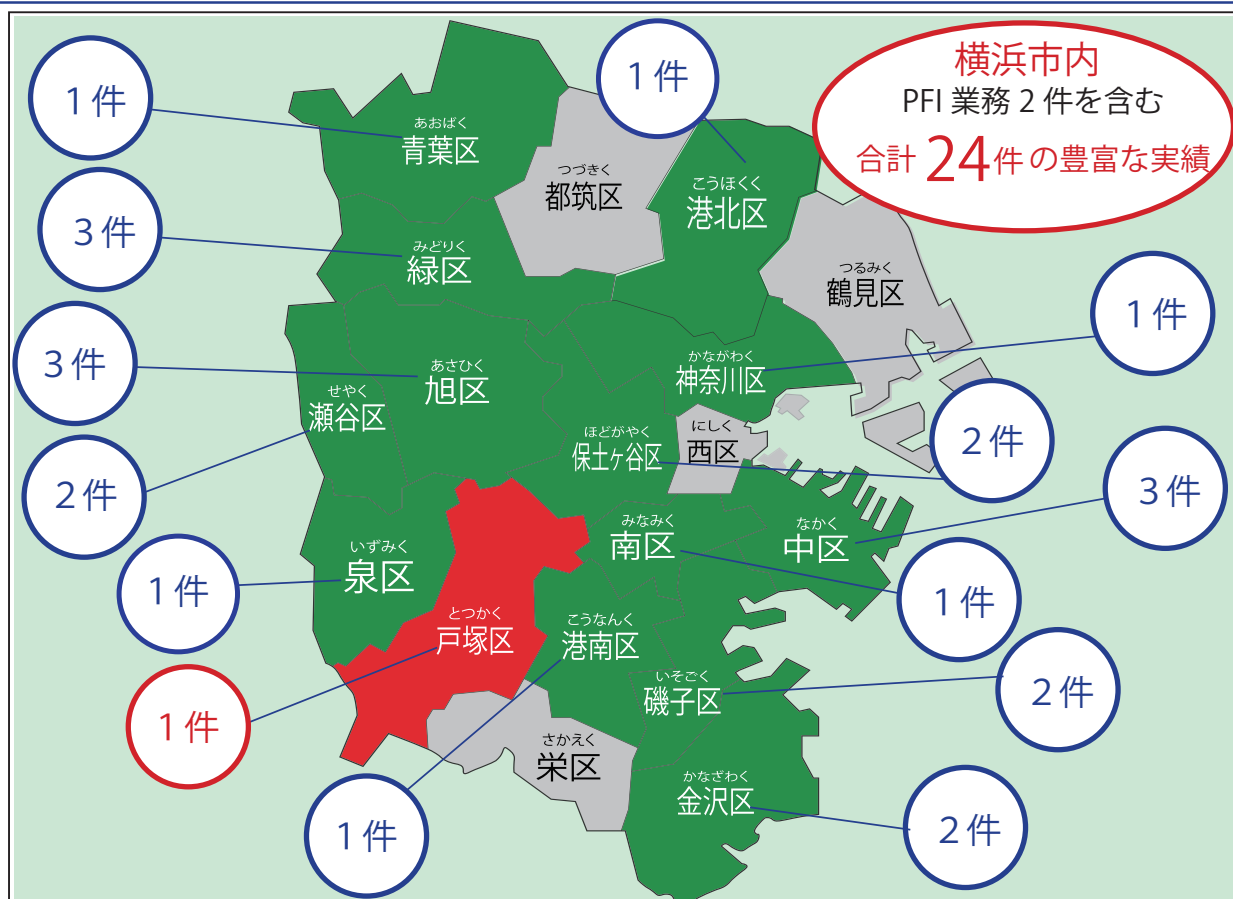 横浜市内
PFI 業務 2 件を含む
合計 24 件 の豊富な実績
1 件
1 件
あおばく
青葉区
つづきく
都筑区
こうほくく
港北区
3 件
みどりく
緑区
つるみく
鶴見区
1 件
3 件
あさひく
旭区
かながわく
神奈川区
せやく
瀬谷区
にしく
西区
ほどがやく
保土ヶ谷区
2 件
2 件
3 件
みなみく
南区
なかく
中区
いずみく
泉区
1 件
1 件
とつかく
戸塚区
こうなんく
港南区
いそごく
磯子区
2 件
1 件
さかえく
栄区
かなざわく
金沢区
1 件
2 件